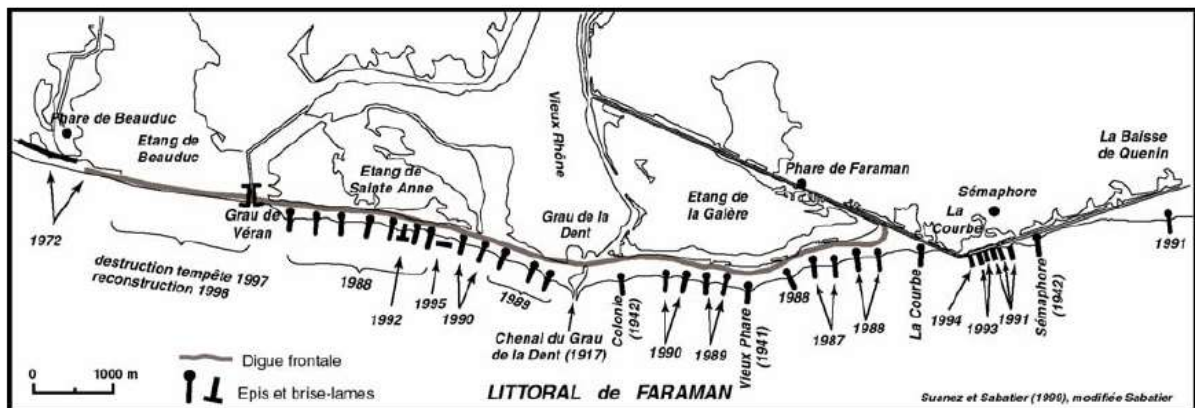 Phare de Beauduc
Etang de
Beauduc
Grau de
Véran
Etang de
Sainte Anne
Vieux Rhône
Grau de la
Dent
Etang de
la Galère
Phare de Faraman
Sémaphore
La
Courbe
La Baisse
de Quenin
1972
destruction tempête 1997
reconstruction 1998
1988
1992
1995
1990
1989
Chenal du Grau
de la Dent (1917)
Colonie
(1942)
1990
1989
Vieux Phare
(1941)
1988
1987
1988
La Courbe
1994
1993
1991
Sémaphore
(1942)
1991
Digue frontale
0
1000 m
Epis et brise-lames
LITTORAL de FARAMAN
Suanez et Sabatier (1999), modifiée Sabatier